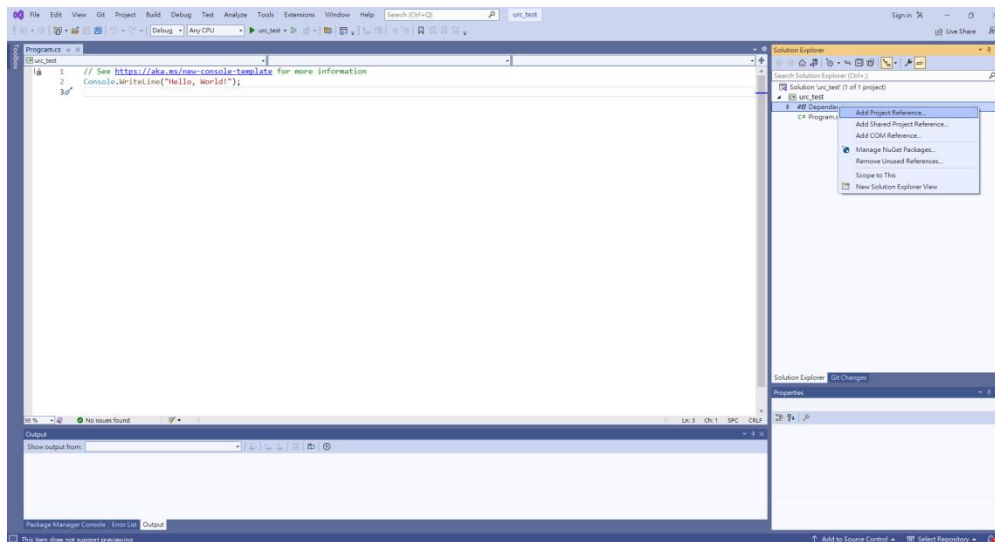 File Edit View Git Project Build Debug Test Analyze Tools Extensions Window Help Search (Ctrl+Q) urc_test Sign in
Debug Any CPU urc_test Live Share
Toolbox
Program.cs
urc_test
1 // See https://aka.ms/new-console-template for more information
2 Console.WriteLine("Hello, World!");
3
Solution Explorer
Search Solution Explorer (Ctrl+;)
Solution 'urc_test' (1 of 1 project)
urc_test
Program.c
Add Project Reference...
Add Shared Project Reference...
Add COM Reference...
Manage NuGet Packages...
Remove Unused References...
Scope to This
New Solution Explorer View
Solution Explorer Git Changes
Properties
No issues found Ch: 1 SPC CRLF
Output
Show output from:
Package Manager Console Error List Output
This item does not support previewing Add to Source Control Select Repository